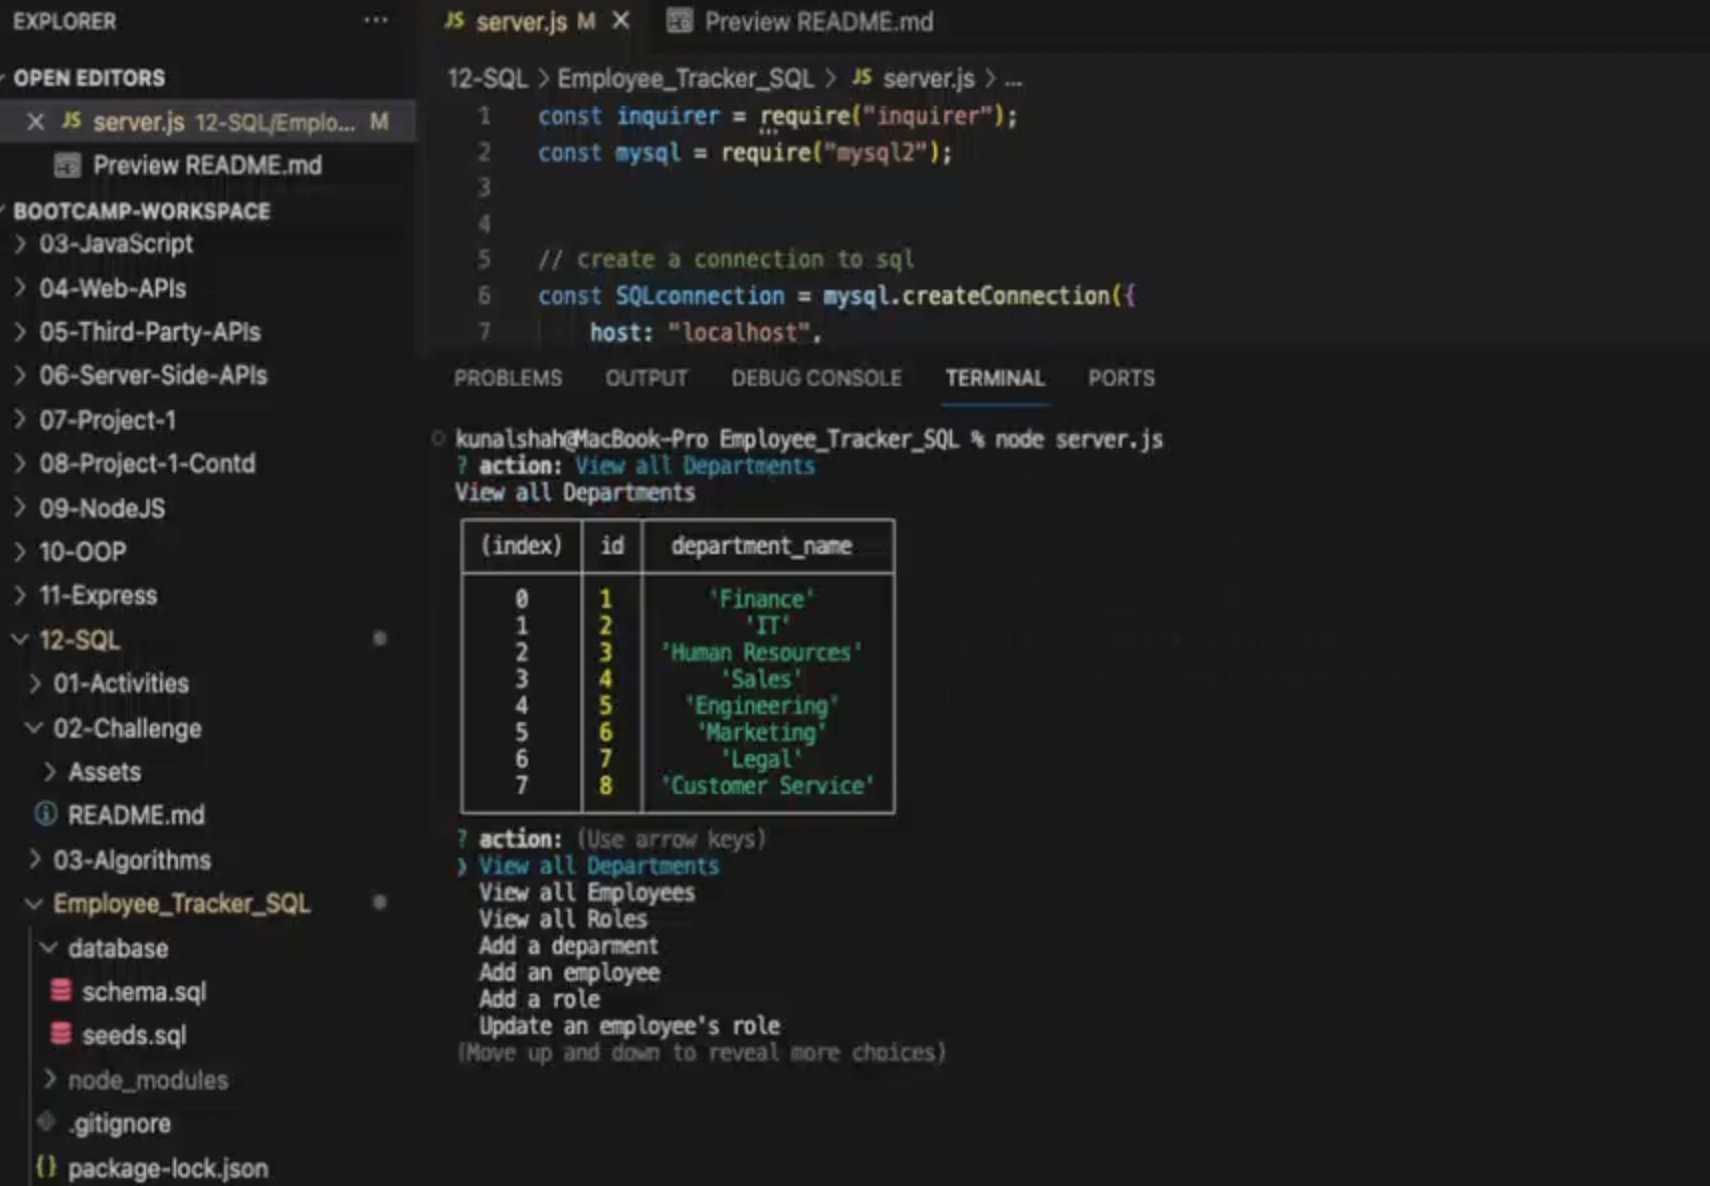 EXPLORER
...
OPEN EDITORS
JS server.js 12-SQL/Emplo... M
Preview README.md
BOOTCAMP-WORKSPACE
03-JavaScript
04-Web-APIs
05-Third-Party-APIs
06-Server-Side-APIs
07-Project-1
08-Project-1-Contd
09-NodeJS
10-OOP
11-Express
12-SQL
01-Activities
02-Challenge
Assets
README.md
03-Algorithms
Employee_Tracker_SQL
database
schema.sql
seeds.sql
node_modules
.gitignore
{} package-lock.json
JS server.js M X Preview README.md
12-SQL > Employee_Tracker_SQL > JS server.js > ...
1 const inquirer = require("inquirer");
2 const mysql = require("mysql2");
3
4
5 // create a connection to sql
6 const SQLconnection = mysql.createConnection({
7 host: "localhost",
PROBLEMS OUTPUT DEBUG CONSOLE TERMINAL PORTS
kunalshah@MacBook-Pro Employee_Tracker_SQL % node server.js
? action: View all Departments
View all Departments
(index) id department_name
0 1 'Finance'
1 2 'IT'
2 3 'Human Resources'
3 4 'Sales'
4 5 'Engineering'
5 6 'Marketing'
6 7 'Legal'
7 8 'Customer Service'
? action: (Use arrow keys)
❯ View all Departments
View all Employees
View all Roles
Add a deparment
Add an employee
Add a role
Update an employee's role
(Move up and down to reveal more choices)